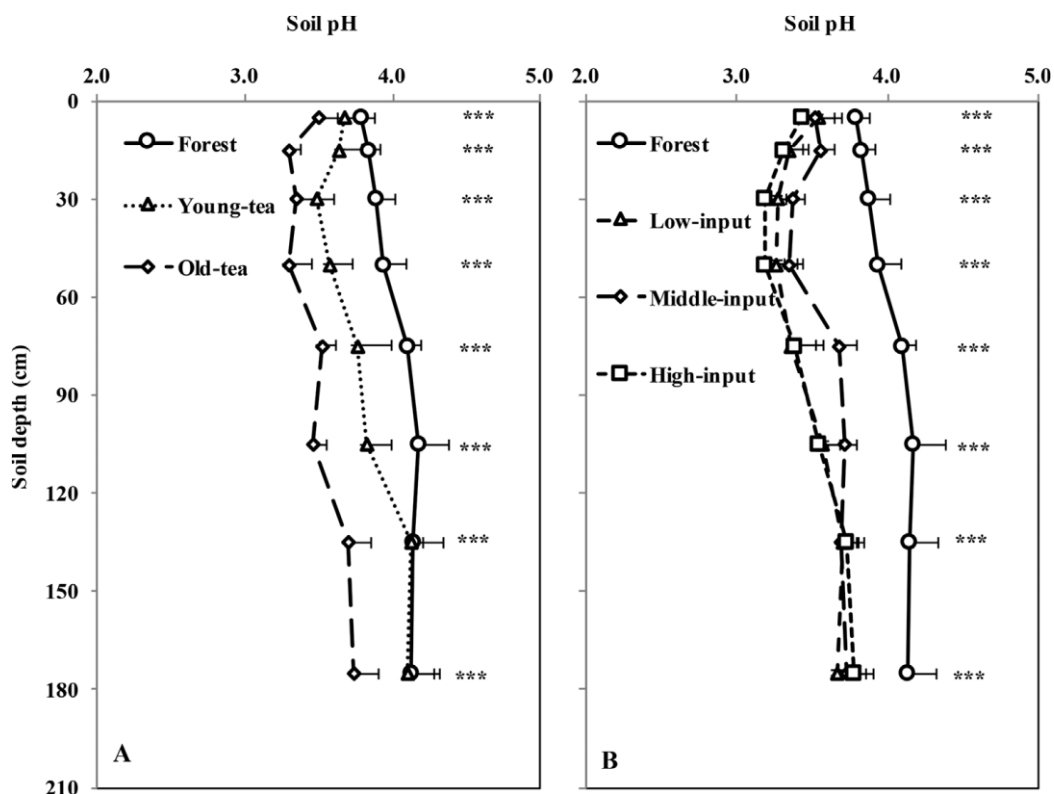 Soil pH
Soil pH
2.0 3.0 4.0 5.0
2.0 3.0 4.0 5.0
0
30
60
90
120
150
180
210
Soil depth (cm)
Forest
Young-tea
Old-tea
***
***
***
***
***
***
***
***
A
Forest
Low-input
Middle-input
High-input
***
***
***
***
***
***
***
***
B